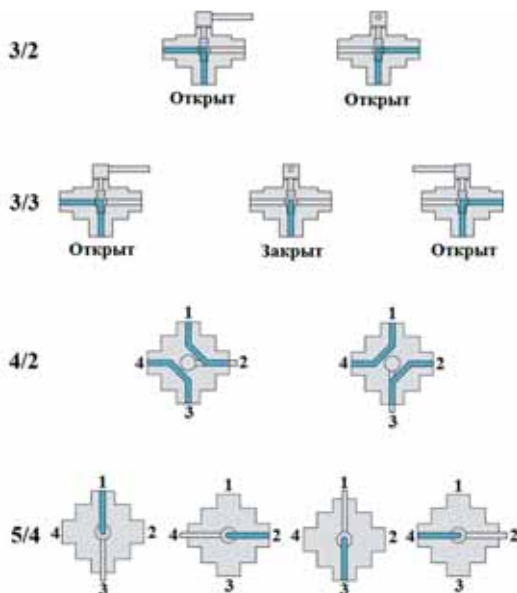 3/2
Открыт Открыт
3/3
Открыт Закрыт Открыт
1 1
4/2 4 2 4 2
3 3
1 1 1 1
5/4 4 2 4 2 4 2 4 2
3 3 3 3